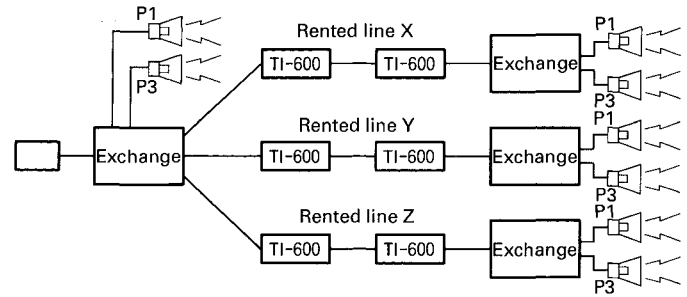 P1
P3
Rented line X
TI-600 TI-600 Exchange
P1
P3
Exchange
Rented line Y
TI-600 TI-600 Exchange
P1
P3
Rented line Z
TI-600 TI-600 Exchange
P1
P3